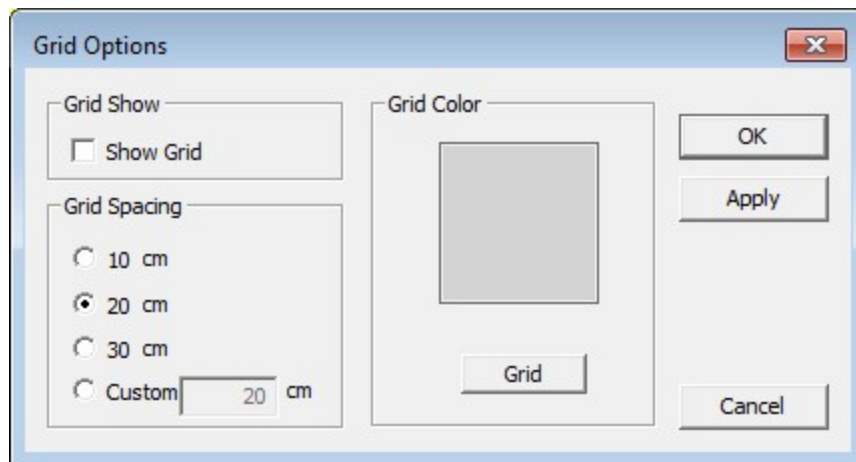 Grid Options
Grid Show
Show Grid
Grid Spacing
10 cm
20 cm
30 cm
Custom 20 cm
Grid Color
Grid
OK
Apply
Cancel